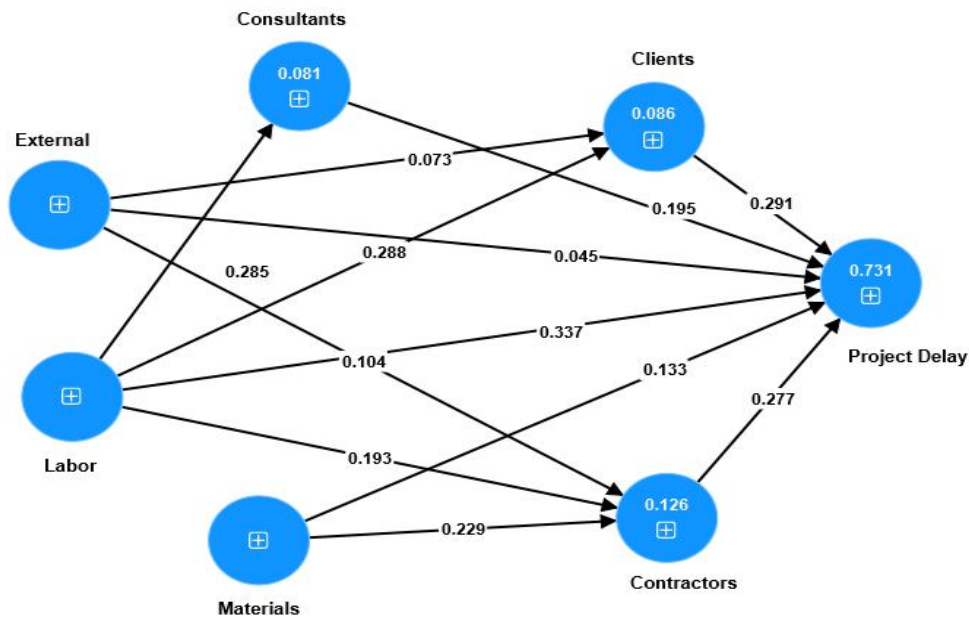 Consultants
0.081
Clients
0.086
External
0.073
0.195
0.291
0.288
0.045
0.285
0.731
0.337
Project Delay
0.104
0.133
0.277
Labor
0.193
0.126
0.229
Contractors
Materials